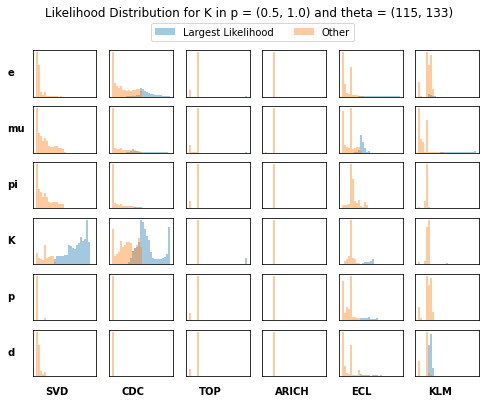 Likelihood Distribution for K in p = (0.5, 1.0) and theta = (115, 133)
Largest Likelihood Other
e
mu
pi
K
p
d
SVD CDC TOP ARICH ECL KLM